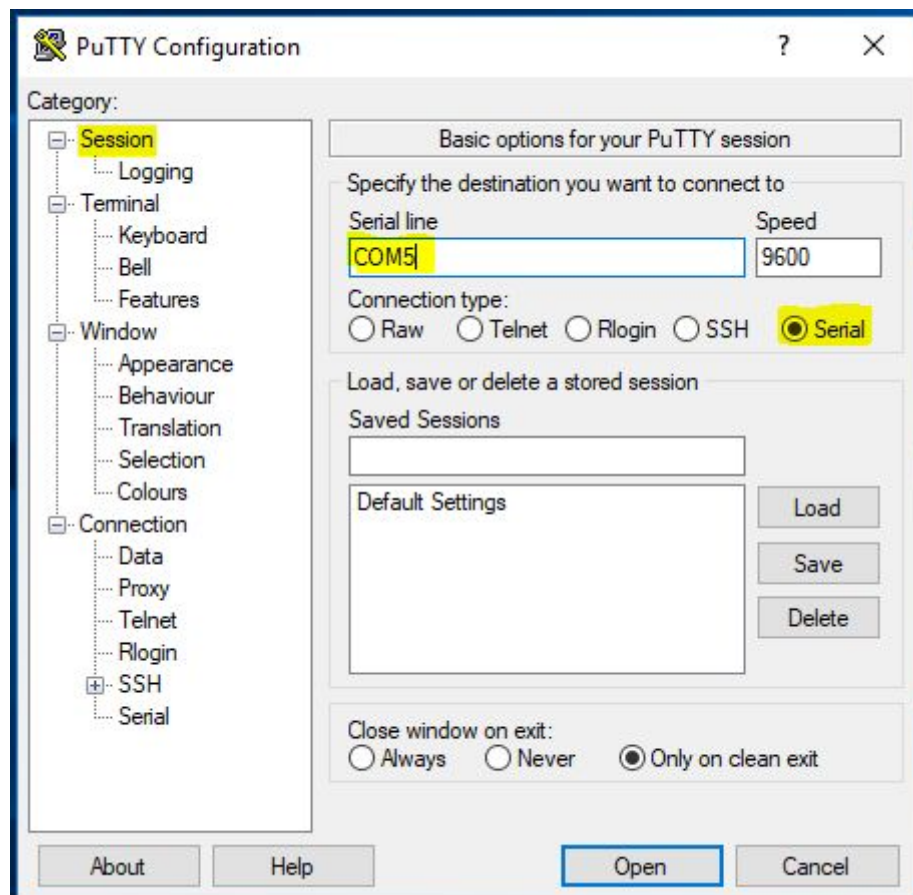 PuTTY Configuration
?
Category:
Session
Logging
Terminal
Keyboard
Bell
Features
Window
Appearance
Behaviour
Translation
Selection
Colours
Connection
Data
Proxy
Telnet
Rlogin
SSH
Serial
Basic options for your PuTTY session
Specify the destination you want to connect to
Serial line Speed
COM5 9600
Connection type:
Raw Telnet Rlogin SSH Serial
Load, save or delete a stored session
Saved Sessions
Default Settings
Load
Save
Delete
Close window on exit:
Always Never Only on clean exit
About Help Open Cancel